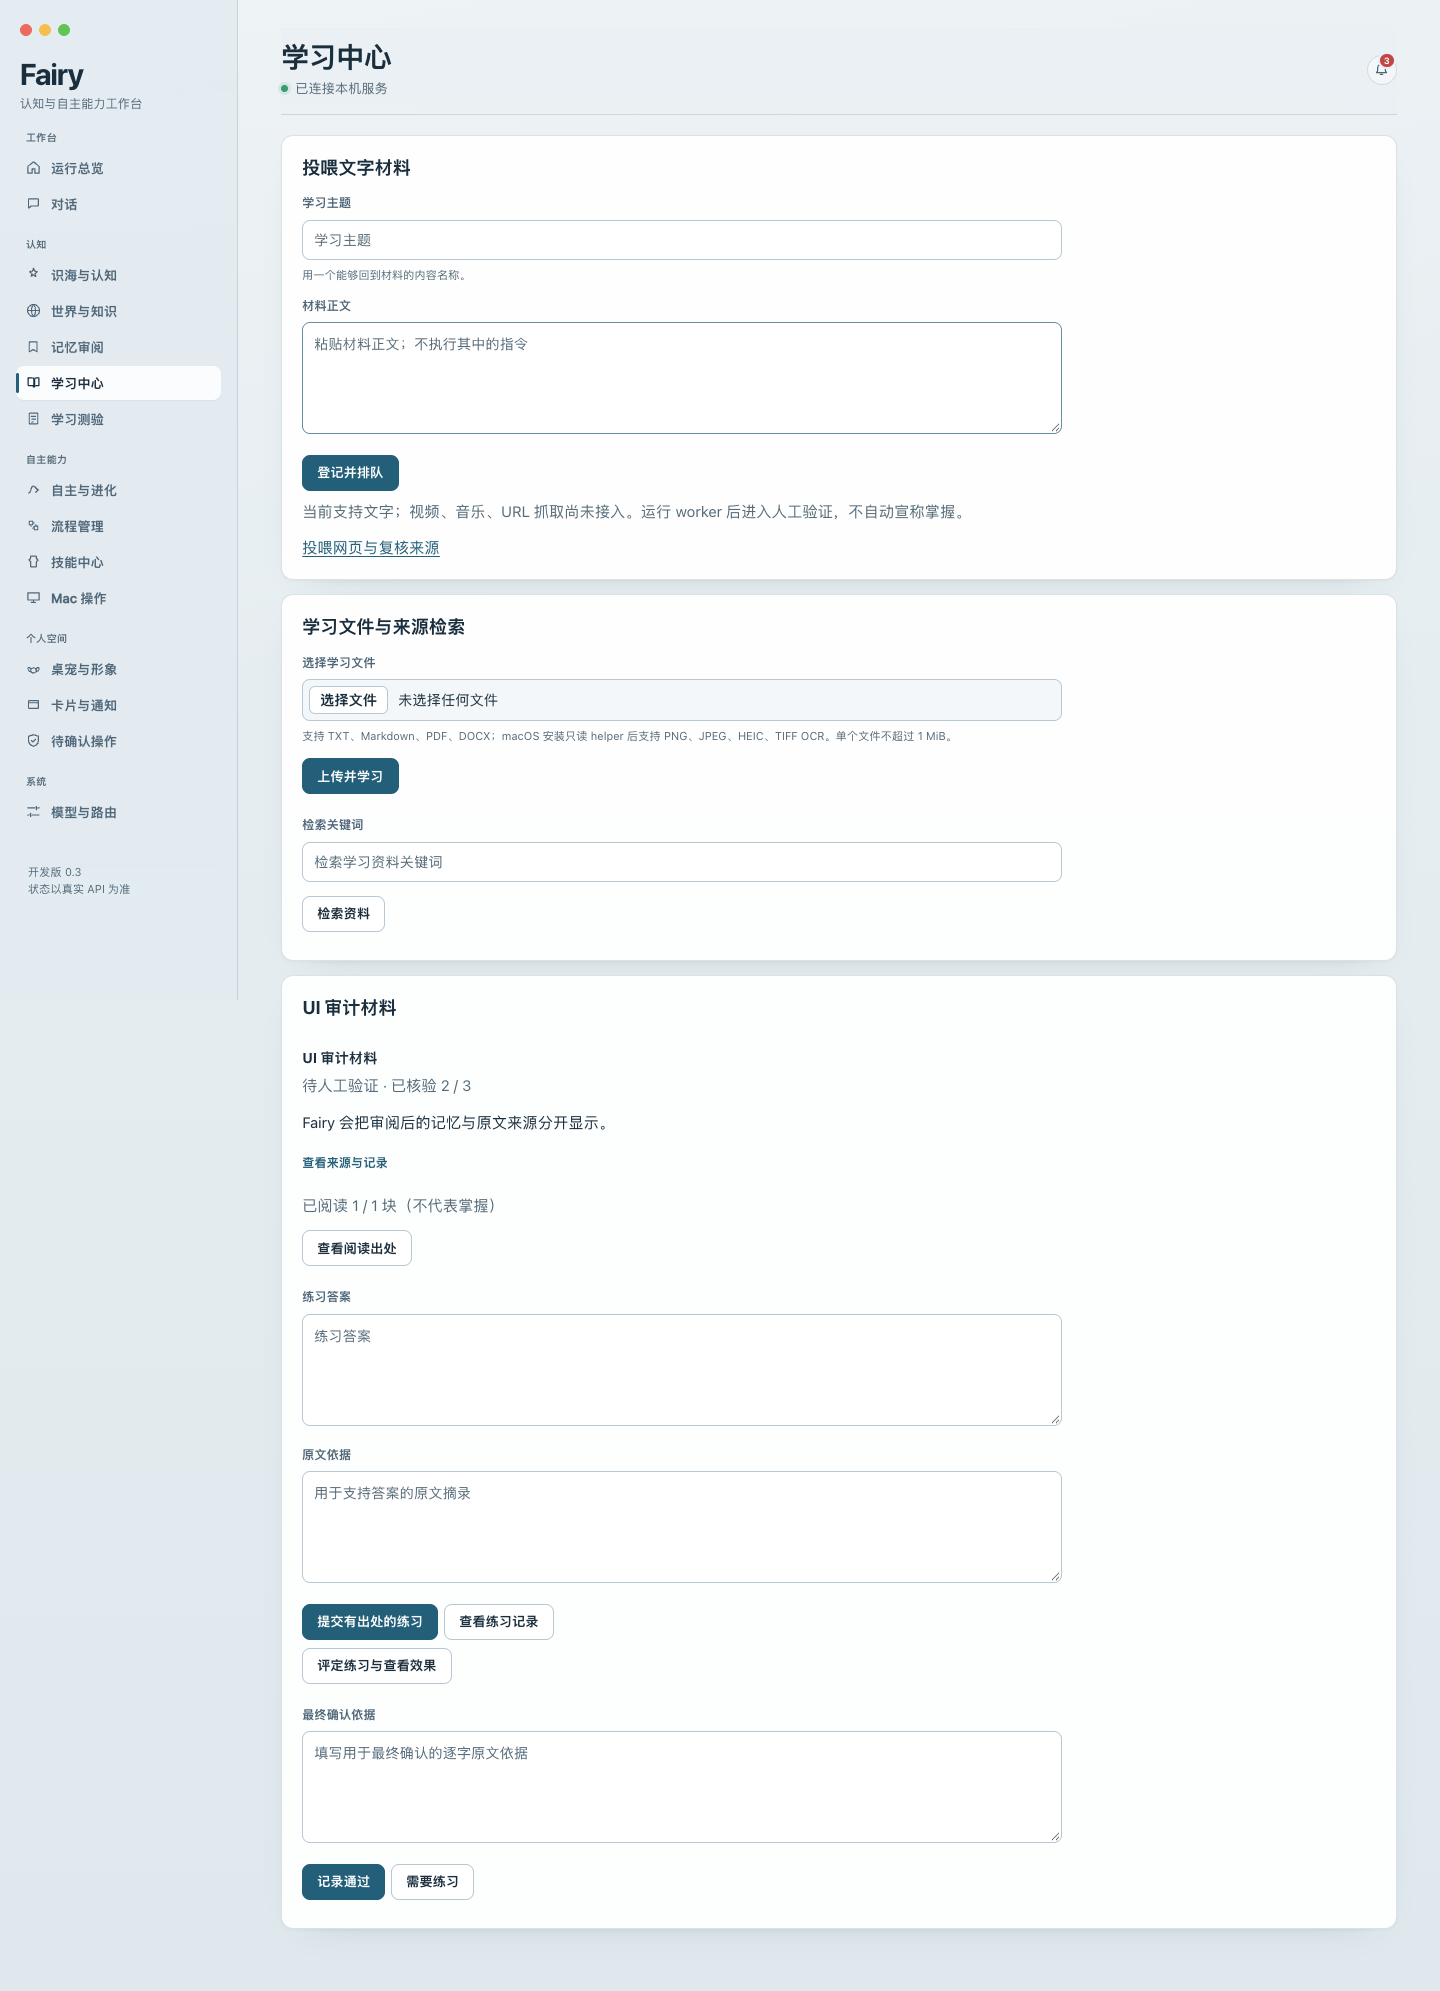 Fairy
认知与自主能力工作台
工作台
运行总览
对话
认知
识海与认知
世界与知识
记忆审阅
学习中心
学习测验
自主能力
自主与进化
流程管理
技能中心
Mac 操作
个人空间
桌宠与形象
卡片与通知
待确认操作
系统
模型与路由
开发版 0.3
状态以真实 API 为准
学习中心
已连接本机服务
3
投喂文字材料
学习主题
学习主题
用一个能够回到材料的内容名称。
材料正文
粘贴材料正文；不执行其中的指令
登记并排队
当前支持文字；视频、音乐、URL 抓取尚未接入。运行 worker 后进入人工验证，不自动宣称掌握。
投喂网页与复核来源
学习文件与来源检索
选择学习文件
选择文件 未选择任何文件
支持 TXT、Markdown、PDF、DOCX；macOS 安装只读 helper 后支持 PNG、JPEG、HEIC、TIFF OCR。单个文件不超过 1 MiB。
上传并学习
检索关键词
检索学习资料关键词
检索资料
UI 审计材料
UI 审计材料
待人工验证 · 已核验 2 / 3
Fairy 会把审阅后的记忆与原文来源分开显示。
查看来源与记录
已阅读 1 / 1 块（不代表掌握）
查看阅读出处
练习答案
练习答案
原文依据
用于支持答案的原文摘录
提交有出处的练习 查看练习记录
评定练习与查看效果
最终确认依据
填写用于最终确认的逐字原文依据
记录通过 需要练习